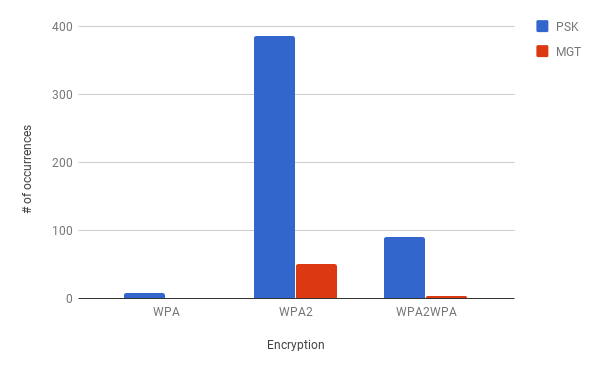 400
300
200
100
0
# of occurrences
WPA
WPA2
WPA2WPA
Encryption
PSK
MGT